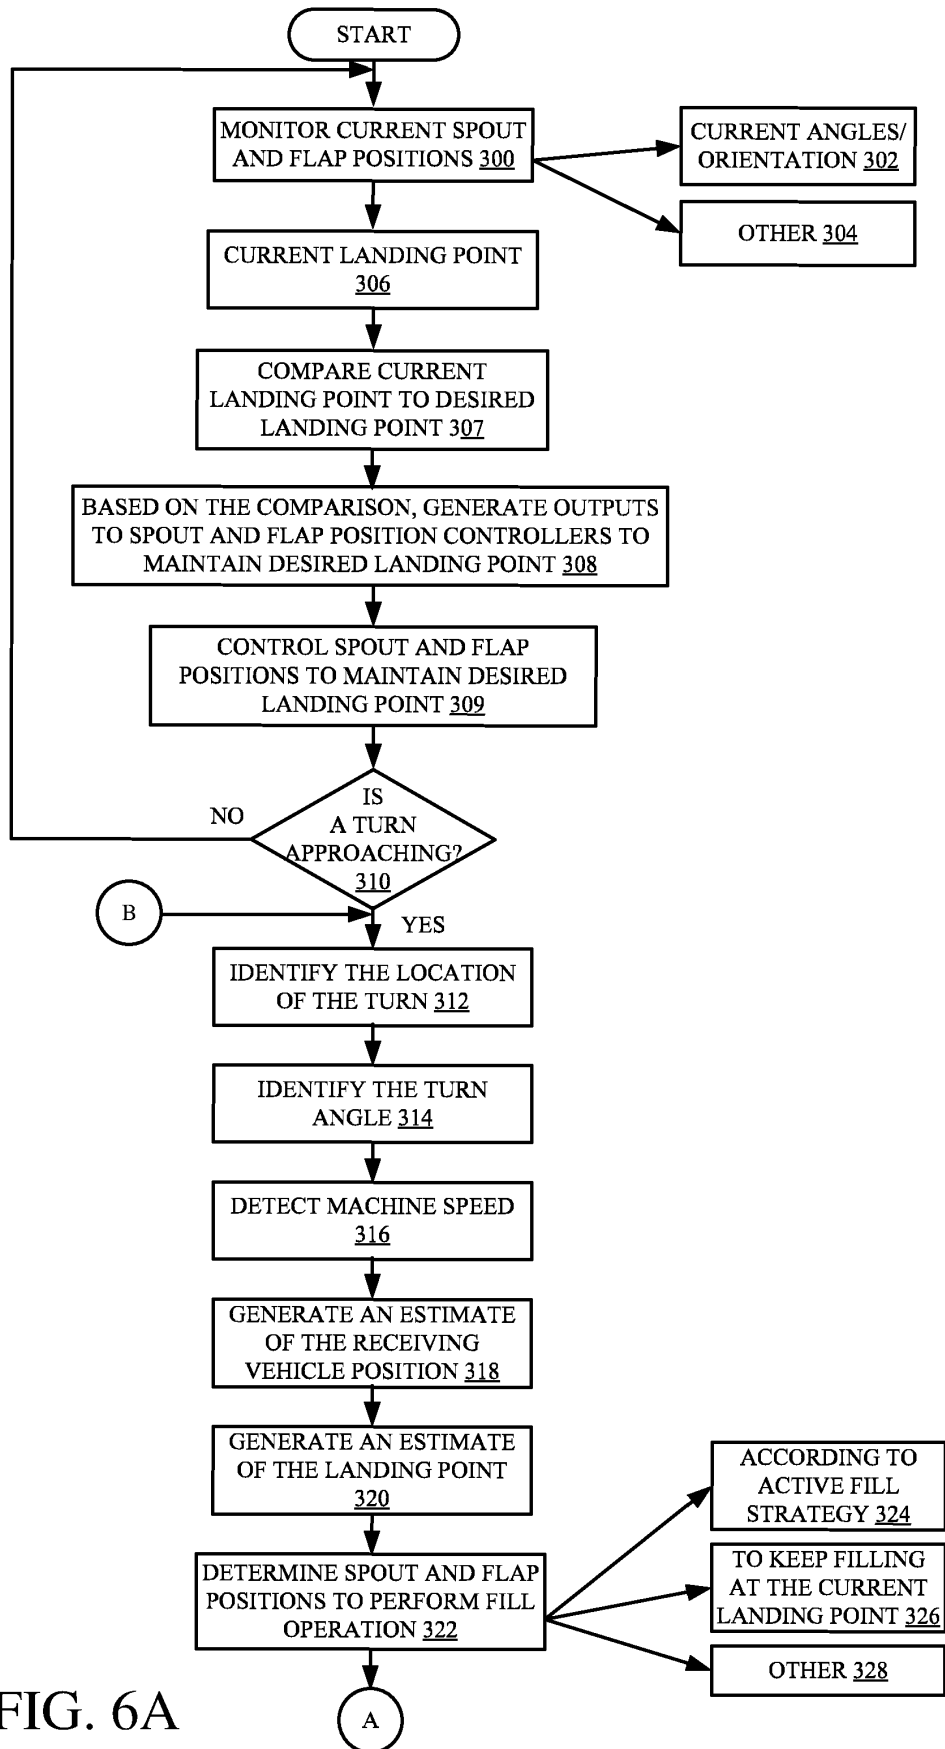 START
MONITOR CURRENT SPOUT
AND FLAP POSITIONS 300
CURRENT ANGLES/
ORIENTATION 302
OTHER 304
CURRENT LANDING POINT
306
COMPARE CURRENT
LANDING POINT TO DESIRED
LANDING POINT 307
BASED ON THE COMPARISON, GENERATE OUTPUTS
TO SPOUT AND FLAP POSITION CONTROLLERS TO
MAINTAIN DESIRED LANDING POINT 308
CONTROL SPOUT AND FLAP
POSITIONS TO MAINTAIN DESIRED
LANDING POINT 309
IS
A TURN
APPROACHING?
310
NO
B
YES
IDENTIFY THE LOCATION
OF THE TURN 312
IDENTIFY THE TURN
ANGLE 314
DETECT MACHINE SPEED
316
GENERATE AN ESTIMATE
OF THE RECEIVING
VEHICLE POSITION 318
GENERATE AN ESTIMATE
OF THE LANDING POINT
320
DETERMINE SPOUT AND FLAP
POSITIONS TO PERFORM FILL
OPERATION 322
ACCORDING TO
ACTIVE FILL
STRATEGY 324
TO KEEP FILLING
AT THE CURRENT
LANDING POINT 326
OTHER 328
A
FIG. 6A